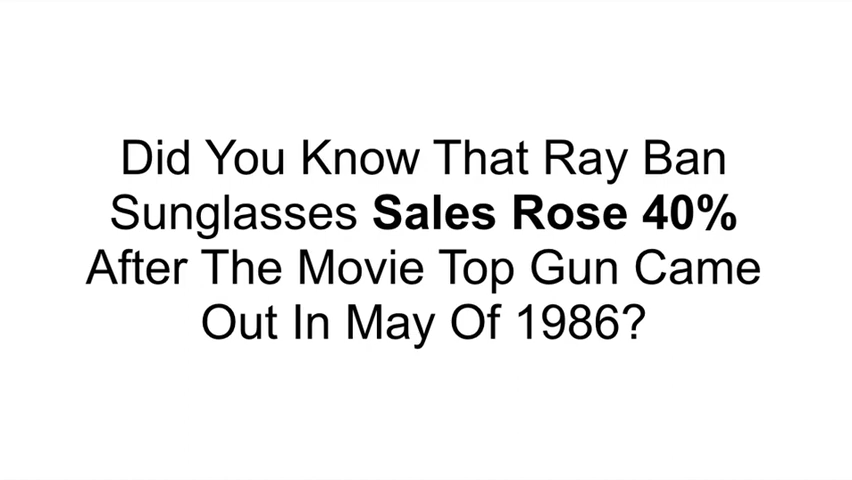 Did You Know That Ray Ban
Sunglasses Sales Rose 40%
After The Movie Top Gun Came
Out In May Of 1986?